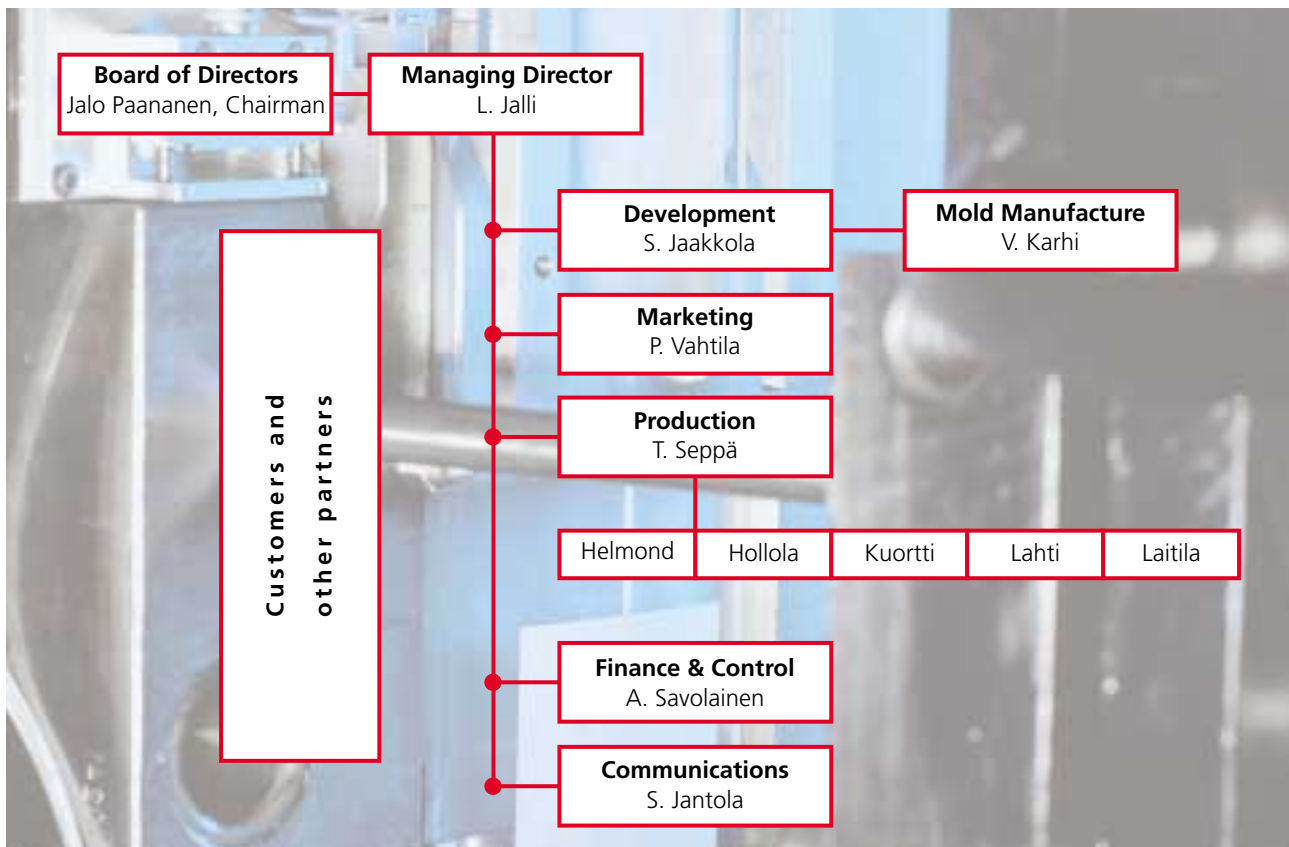 Board of Directors
Jalo Paananen, Chairman
Managing Director
L. Jalli
Development
S. Jaakkola
Mold Manufacture
V. Karhi
Marketing
P. Vahtila
Production
T. Seppä
Customers and
other partners
Helmond
Hollola
Kuortti
Lahti
Laitila
Finance & Control
A. Savolainen
Communications
S. Jantola